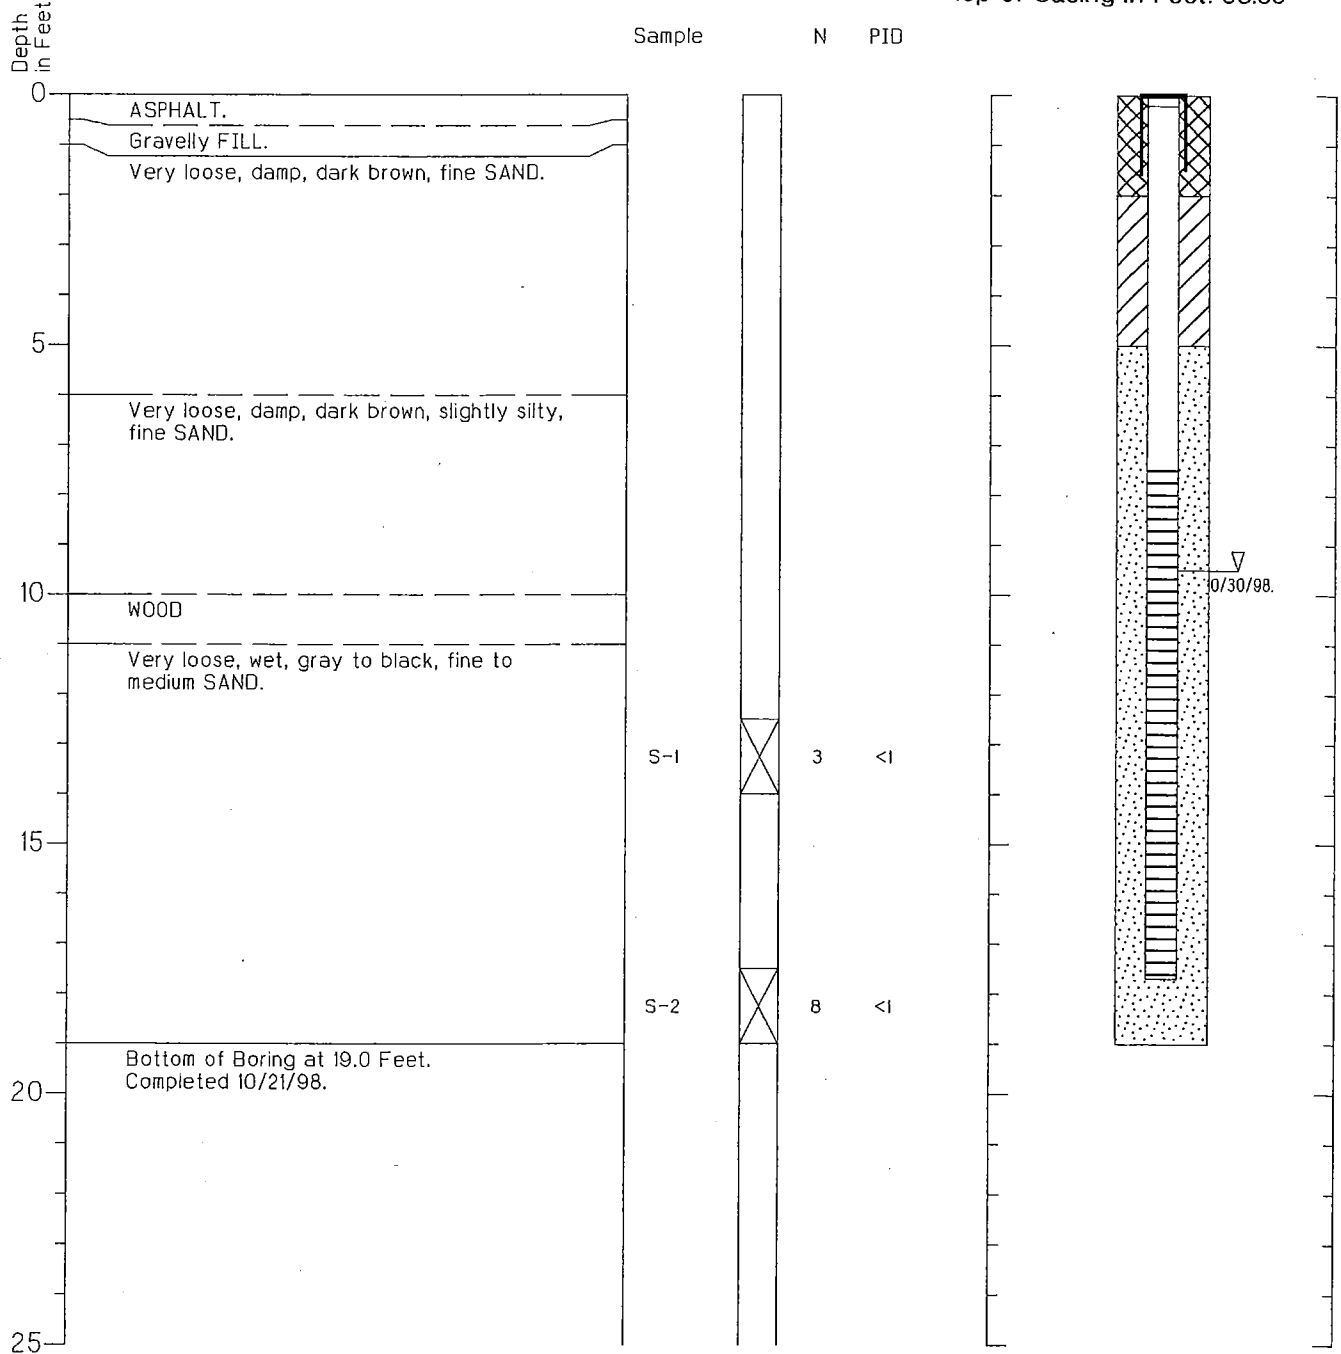 Depth
in Feet
Sample N PID
0
ASPHALT.
Gravelly FILL.
Very loose, damp, dark brown, fine SAND.
5
Very loose, damp, dark brown, slightly silty,
fine SAND.
0/30/98.
10
WOOD
Very loose, wet, gray to black, fine to
medium SAND.
S-1 3 <1
15
S-2 8 <1
Bottom of Boring at 19.0 Feet.
Completed 10/21/98.
20
25